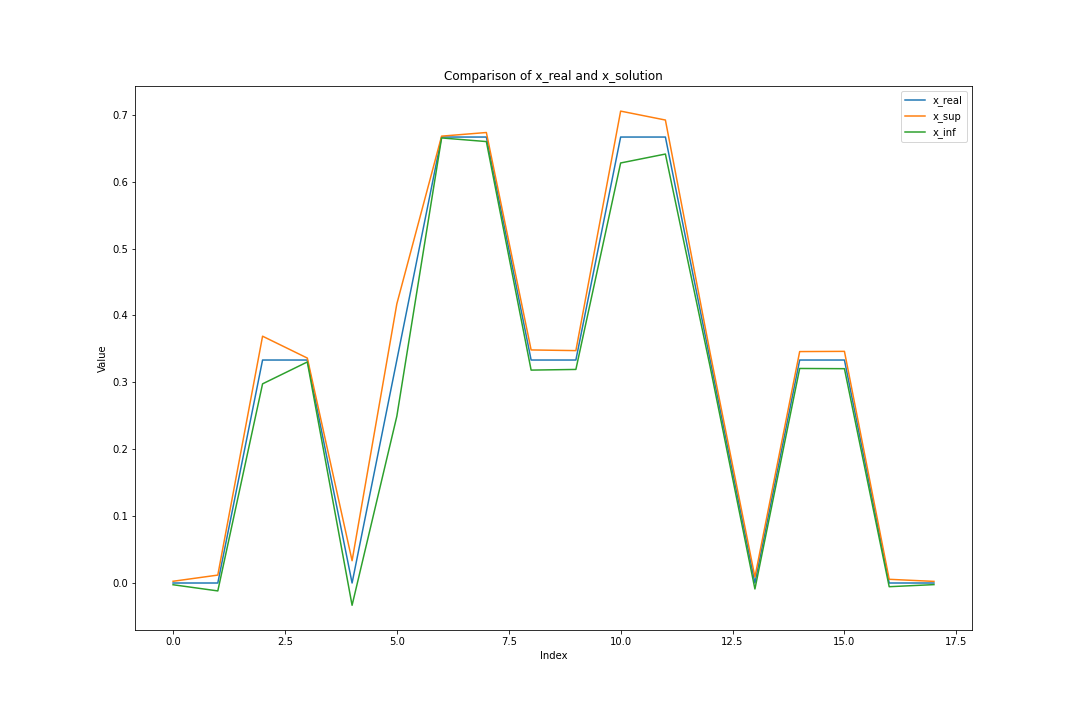 Comparison of x_real and x_solution
x_real
x_sup
x_inf
Value
0.7
0.6
0.5
0.4
0.3
0.2
0.1
0.0
0.0 2.5 5.0 7.5 10.0 12.5 15.0 17.5
Index